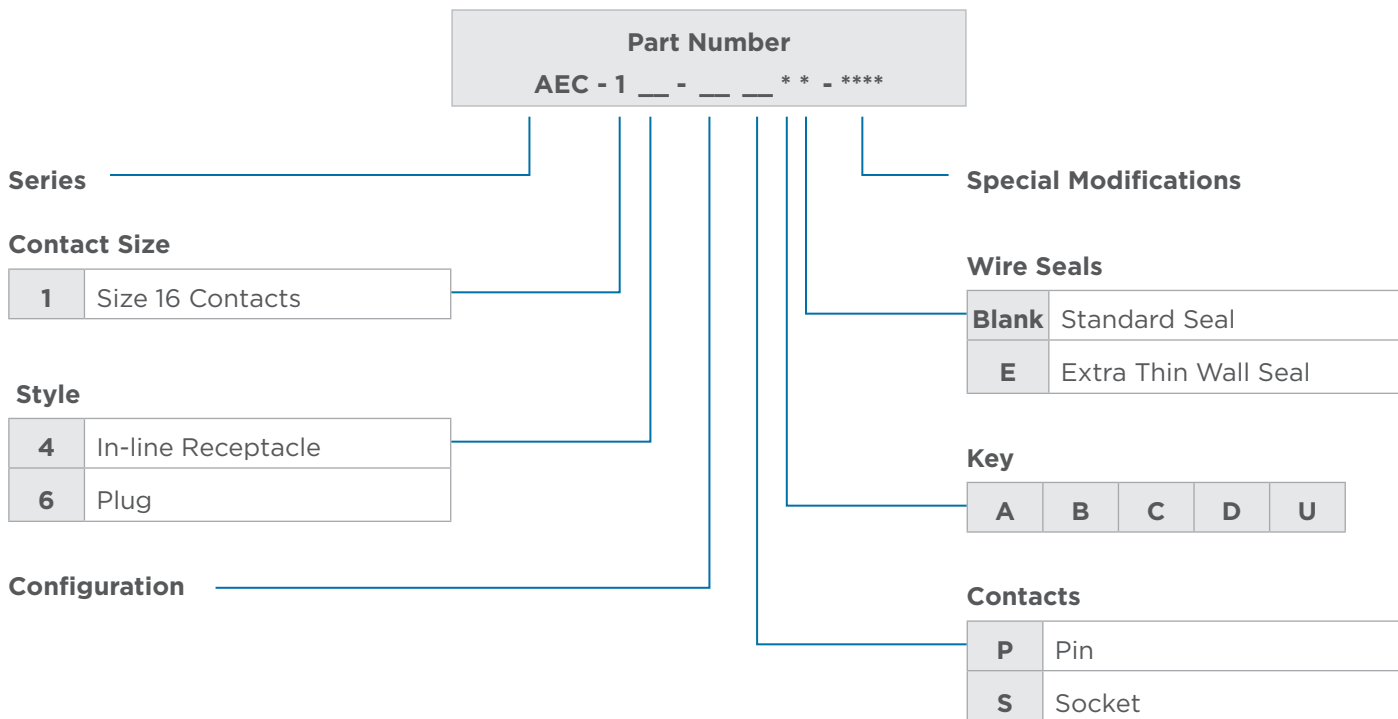 Part Number
AEC - 1 __ - __ __ * * - ****
Series
Contact Size
1 Size 16 Contacts
Style
4 In-line Receptacle
6 Plug
Configuration
Special Modifications
Wire Seals
Blank Standard Seal
E Extra Thin Wall Seal
Key
A B C D U
Contacts
P Pin
S Socket